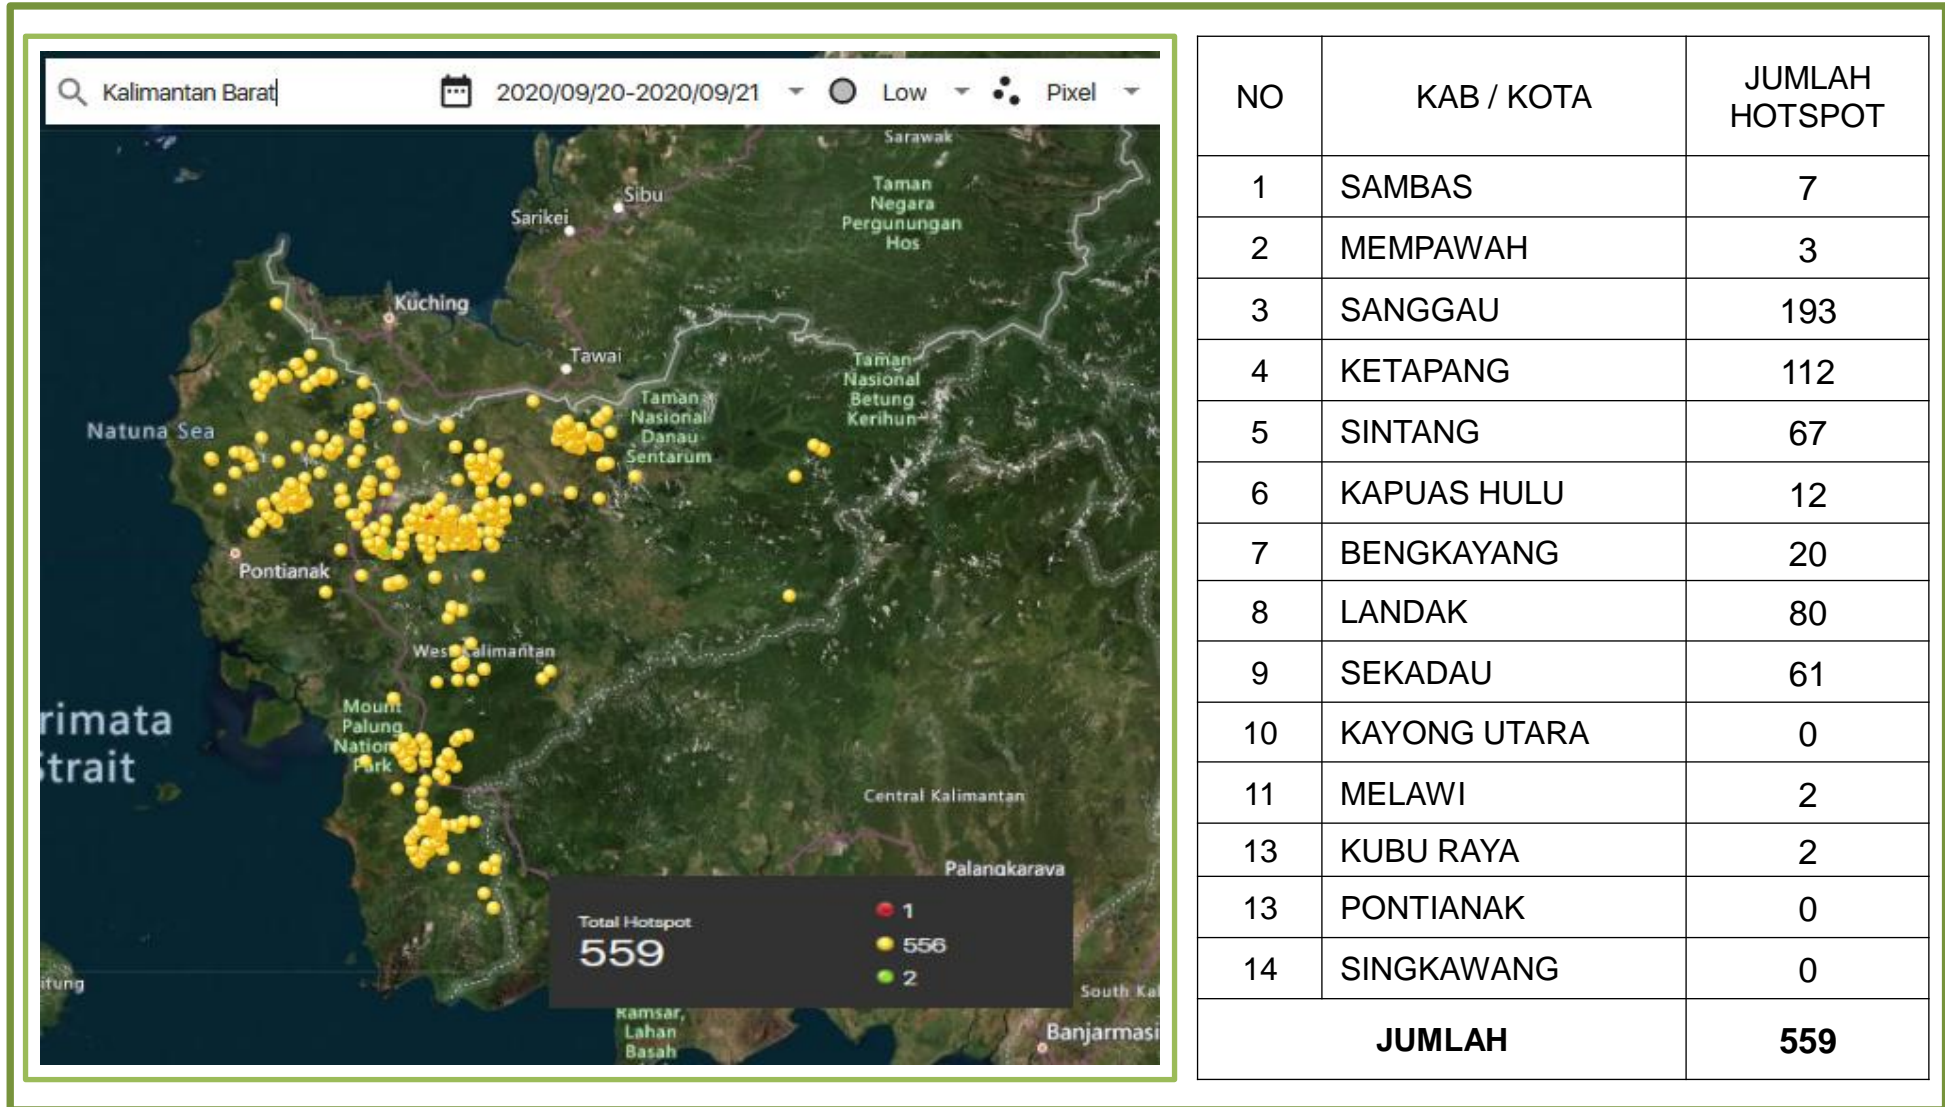 Kalimantan Barat 2020/09/20-2020/09/21 Low Pixel
Sarawak
Taman
Negara
Pergunungan
Hos
Sibu
Sarikei
Kuching
Tawai
Taman
Nasional
Betung
Kerihun
Taman
Nasional
Danau
Sentarum
Natuna Sea
Pontianak
West Kalimantan
Mount
Palung
National
Park
rimata
Strait
Central Kalimantan
Palangkaraya
Total Hotspot
559
1
556
2
itung
South Kal
Ramsar,
Lahan
Basah
Banjarmasi
NO KAB / KOTA JUMLAH HOTSPOT
1 SAMBAS 7
2 MEMPAWAH 3
3 SANGGAU 193
4 KETAPANG 112
5 SINTANG 67
6 KAPUAS HULU 12
7 BENGKAYANG 20
8 LANDAK 80
9 SEKADAU 61
10 KAYONG UTARA 0
11 MELAWI 2
13 KUBU RAYA 2
13 PONTIANAK 0
14 SINGKAWANG 0
JUMLAH 559